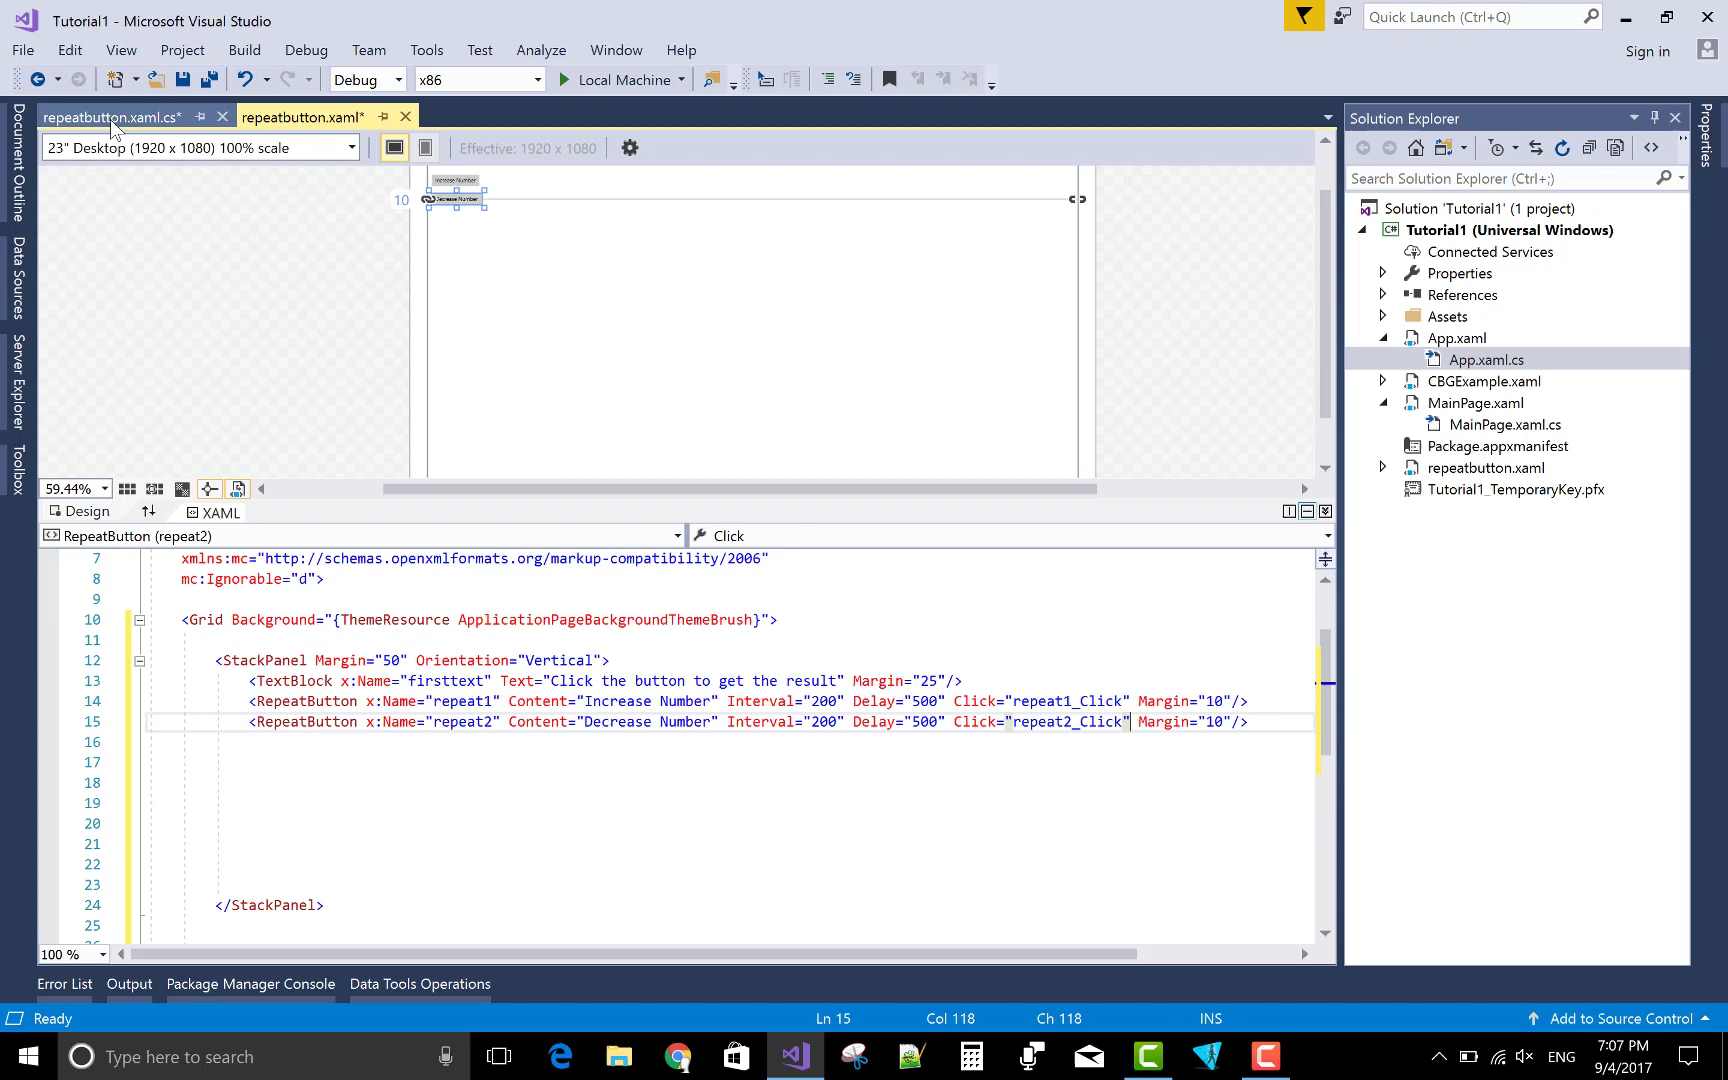 Tutorial1 - Microsoft Visual Studio
Quick Launch (Ctrl+Q)
File Edit View Project Build Debug Team Tools Test Analyze Window Help
Sign in
Debug x86 Local Machine
repeatbutton.xaml.cs* repeatbutton.xaml*
23" Desktop (1920 x 1080) 100% scale
Effective: 1920 x 1080
Document Outline
Data Sources
Server Explorer
Toolbox
Increase Number
10
Decrease Number
59.44%
Design XAML
RepeatButton (repeat2)
Click
7 xmlns:mc="http://schemas.openxmlformats.org/markup-compatibility/2006"
8 mc:Ignorable="d">
9
10 <Grid Background="{ThemeResource ApplicationPageBackgroundThemeBrush}">
11
12 <StackPanel Margin="50" Orientation="Vertical">
13 <TextBlock x:Name="firsttext" Text="Click the button to get the result" Margin="25"/>
14 <RepeatButton x:Name="repeat1" Content="Increase Number" Interval="200" Delay="500" Click="repeat1_Click" Margin="10"/>
15 <RepeatButton x:Name="repeat2" Content="Decrease Number" Interval="200" Delay="500" Click="repeat2_Click" Margin="10"/>
16
17
18
19
20
21
22
23
24 </StackPanel>
25
100 %
Solution Explorer
Search Solution Explorer (Ctrl+;)
Solution 'Tutorial1' (1 project)
C# Tutorial1 (Universal Windows)
Connected Services
Properties
References
Assets
App.xaml
App.xaml.cs
CBGExample.xaml
MainPage.xaml
MainPage.xaml.cs
Package.appxmanifest
repeatbutton.xaml
Tutorial1_TemporaryKey.pfx
Properties
Error List Output Package Manager Console Data Tools Operations
Ready
Ln 15 Col 118 Ch 118 INS
Add to Source Control
Type here to search
ENG
7:07 PM
9/4/2017